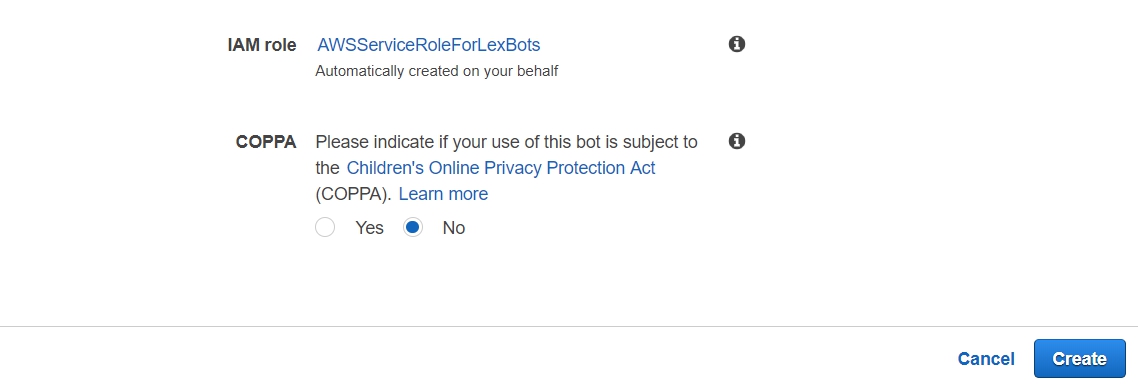 IAM role AWSServiceRoleForLexBots
Automatically created on your behalf
COPPA Please indicate if your use of this bot is subject to
the Children's Online Privacy Protection Act
(COPPA). Learn more
Yes No
Cancel Create